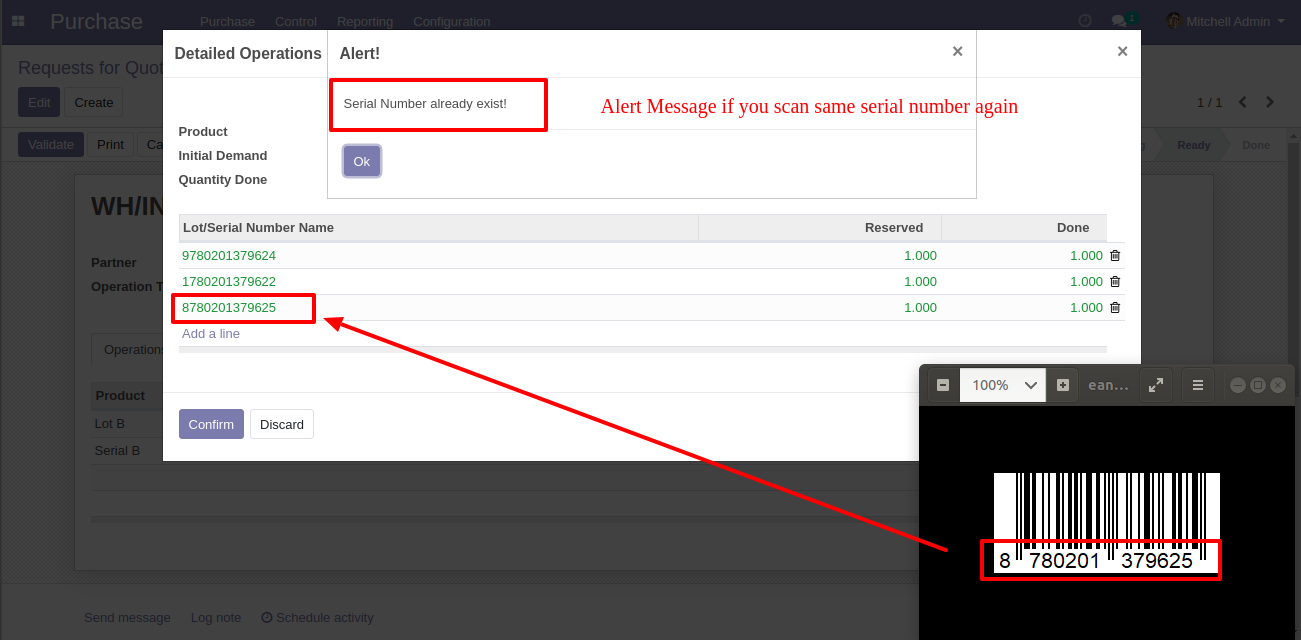 Purchase
Purchase Control Reporting Configuration
1 Mitchell Admin
Requests for Quot
Edit Create
1 / 1
Validate Print Ca
Ready Done
WH/IN
Partner
Operation T
Operations
Product
Lot B
Serial B
Detailed Operations
Alert!
×
×
Serial Number already exist!
Alert Message if you scan same serial number again
Ok
Product
Initial Demand
Quantity Done
Lot/Serial Number Name Reserved Done
9780201379624 1.000 1.000
1780201379622 1.000 1.000
8780201379625 1.000 1.000
Add a line
Confirm Discard
100% ean...
8 780201 379625
Send message Log note Schedule activity